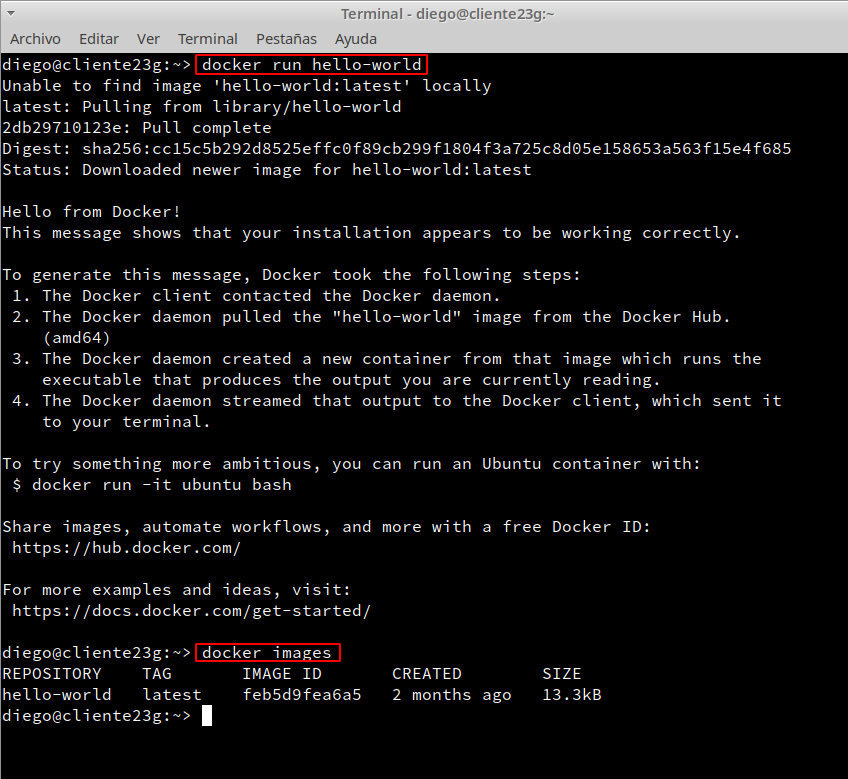 Terminal - diego@cliente23g:~
Archivo Editar Ver Terminal Pestañas Ayuda
diego@cliente23g:~> docker run hello-world
Unable to find image 'hello-world:latest' locally
latest: Pulling from library/hello-world
2db29710123e: Pull complete
Digest: sha256:cc15c5b292d8525effc0f89cb299f1804f3a725c8d05e158653a563f15e4f685
Status: Downloaded newer image for hello-world:latest

Hello from Docker!
This message shows that your installation appears to be working correctly.

To generate this message, Docker took the following steps:
 1. The Docker client contacted the Docker daemon.
 2. The Docker daemon pulled the "hello-world" image from the Docker Hub.
    (amd64)
 3. The Docker daemon created a new container from that image which runs the
    executable that produces the output you are currently reading.
 4. The Docker daemon streamed that output to the Docker client, which sent it
    to your terminal.

To try something more ambitious, you can run an Ubuntu container with:
 $ docker run -it ubuntu bash

Share images, automate workflows, and more with a free Docker ID:
 https://hub.docker.com/

For more examples and ideas, visit:
 https://docs.docker.com/get-started/

diego@cliente23g:~> docker images
REPOSITORY    TAG       IMAGE ID       CREATED        SIZE
hello-world   latest    feb5d9fea6a5   2 months ago   13.3kB
diego@cliente23g:~>